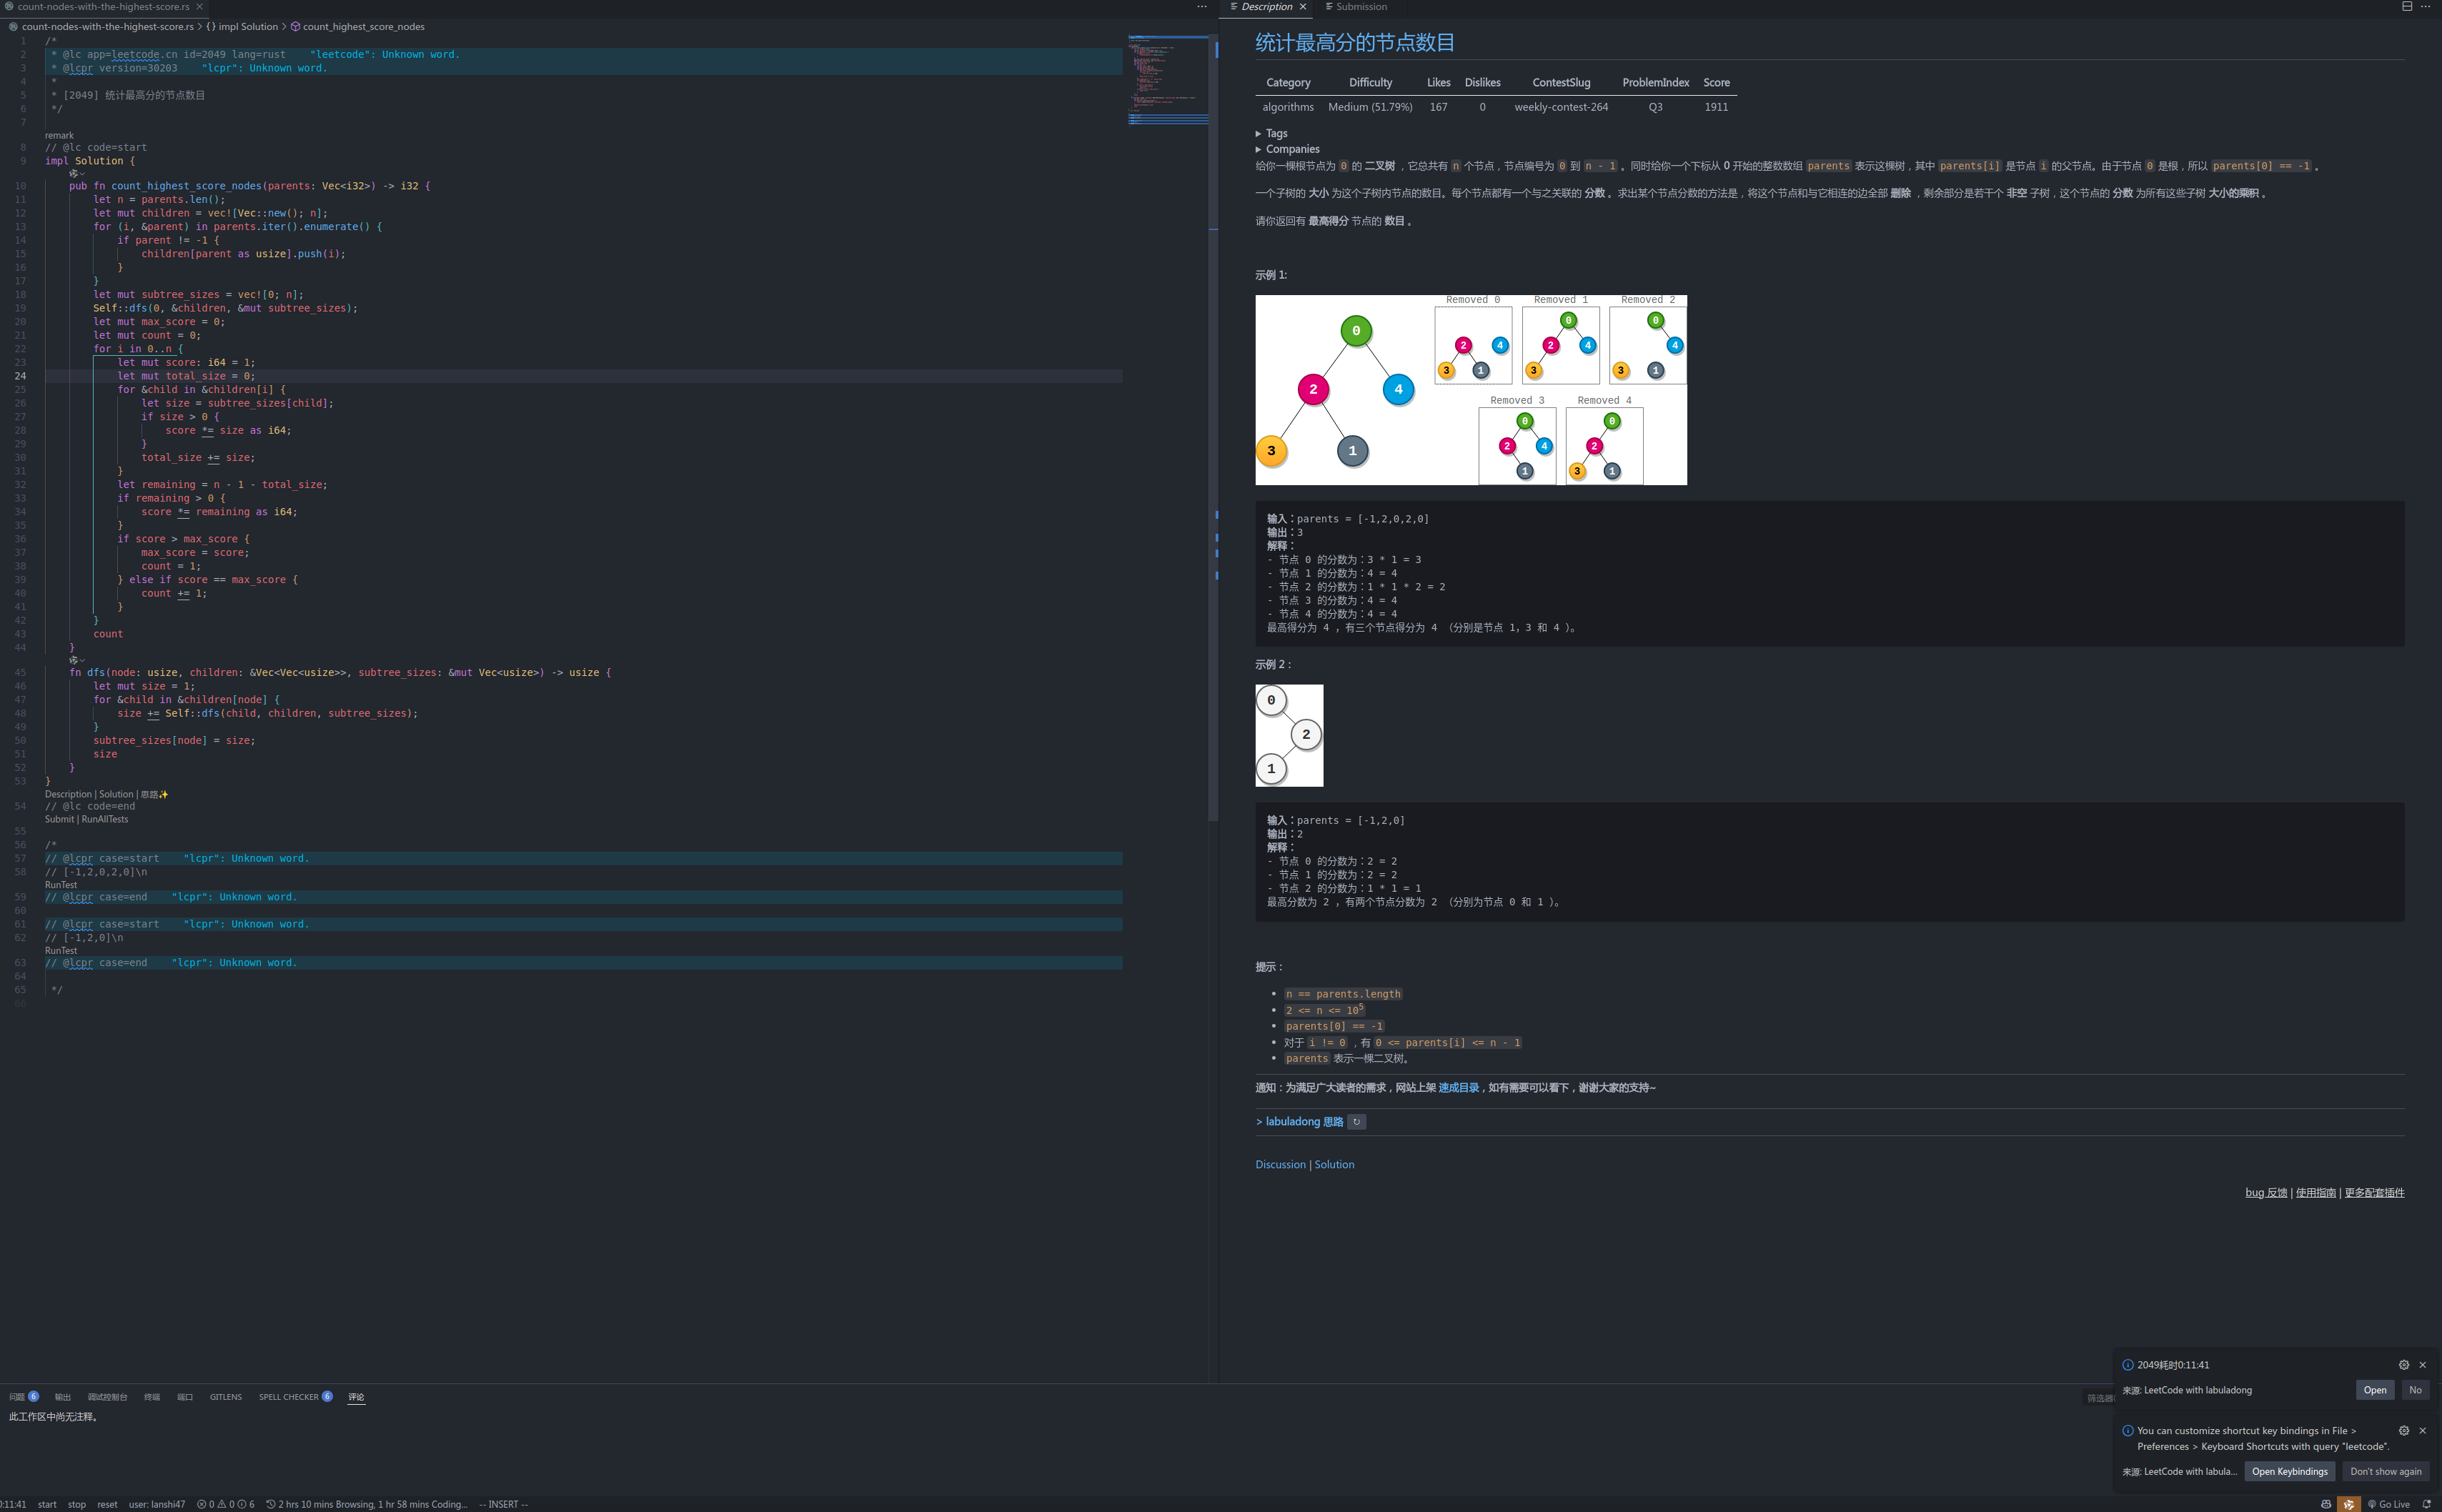 count-nodes-with-the-highest-score.rs
count-nodes-with-the-highest-score.rs > {} impl Solution > count_highest_score_nodes
1 /*
2  * @lc app=leetcode.cn id=2049 lang=rust    "leetcode": Unknown word.
3  * @lcpr version=30203    "lcpr": Unknown word.
4  *
5  * [2049] 统计最高分的节点数目
6  */
7
remark
8 // @lc code=start
9 impl Solution {
10     pub fn count_highest_score_nodes(parents: Vec<i32>) -> i32 {
11         let n = parents.len();
12         let mut children = vec![Vec::new(); n];
13         for (i, &parent) in parents.iter().enumerate() {
14             if parent != -1 {
15                 children[parent as usize].push(i);
16             }
17         }
18         let mut subtree_sizes = vec![0; n];
19         Self::dfs(0, &children, &mut subtree_sizes);
20         let mut max_score = 0;
21         let mut count = 0;
22         for i in 0..n {
23             let mut score: i64 = 1;
24             let mut total_size = 0;
25             for &child in &children[i] {
26                 let size = subtree_sizes[child];
27                 if size > 0 {
28                     score *= size as i64;
29                 }
30                 total_size += size;
31             }
32             let remaining = n - 1 - total_size;
33             if remaining > 0 {
34                 score *= remaining as i64;
35             }
36             if score > max_score {
37                 max_score = score;
38                 count = 1;
39             } else if score == max_score {
40                 count += 1;
41             }
42         }
43         count
44     }
45     fn dfs(node: usize, children: &Vec<Vec<usize>>, subtree_sizes: &mut Vec<usize>) -> usize {
46         let mut size = 1;
47         for &child in &children[node] {
48             size += Self::dfs(child, children, subtree_sizes);
49         }
50         subtree_sizes[node] = size;
51         size
52     }
53 }
Description | Solution | 思路✨
54 // @lc code=end
Submit | RunAllTests
55
56 /*
57 // @lcpr case=start    "lcpr": Unknown word.
58 // [-1,2,0,2,0]\n
RunTest
59 // @lcpr case=end    "lcpr": Unknown word.
60
61 // @lcpr case=start    "lcpr": Unknown word.
62 // [-1,2,0]\n
RunTest
63 // @lcpr case=end    "lcpr": Unknown word.
64
65  */
66
Description Submission
统计最高分的节点数目
Category Difficulty Likes Dislikes ContestSlug ProblemIndex Score
algorithms Medium (51.79%) 167 0 weekly-contest-264 Q3 1911
Tags
Companies
给你一棵根节点为 0 的 二叉树 ，它总共有 n 个节点，节点编号为 0 到 n - 1 。同时给你一个下标从 0 开始的整数数组 parents 表示这棵树，其中 parents[i] 是节点 i 的父节点。由于节点 0 是根，所以 parents[0] == -1 。
一个子树的 大小 为这个子树内节点的数目。每个节点都有一个与之关联的 分数 。求出某个节点分数的方法是，将这个节点和与它相连的边全部 删除 ，剩余部分是若干个 非空 子树，这个节点的 分数 为所有这些子树 大小的乘积 。
请你返回有 最高得分 节点的 数目 。
示例 1:
Removed 0 Removed 1 Removed 2
0 2 4 3 1
2 4 3 1
0 2 4 3
0 4 3 1
Removed 3 Removed 4
0 2 4 1
0 2 3 1
输入：parents = [-1,2,0,2,0]
输出：3
解释：
- 节点 0 的分数为：3 * 1 = 3
- 节点 1 的分数为：4 = 4
- 节点 2 的分数为：1 * 1 * 2 = 2
- 节点 3 的分数为：4 = 4
- 节点 4 的分数为：4 = 4
最高得分为 4 ，有三个节点得分为 4 （分别是节点 1，3 和 4 ）。
示例 2：
0
2
1
输入：parents = [-1,2,0]
输出：2
解释：
- 节点 0 的分数为：2 = 2
- 节点 1 的分数为：2 = 2
- 节点 2 的分数为：1 * 1 = 1
最高分数为 2 ，有两个节点分数为 2 （分别为节点 0 和 1 ）。
提示：
n == parents.length
2 <= n <= 10⁵
parents[0] == -1
对于 i != 0 ，有 0 <= parents[i] <= n - 1
parents 表示一棵二叉树。
通知：为满足广大读者的需求，网站上架 速成目录，如有需要可以看下，谢谢大家的支持~
> labuladong 思路
Discussion | Solution
bug 反馈 | 使用指南 | 更多配套插件
问题 6 输出 调试控制台 终端 端口 GITLENS SPELL CHECKER 6 评论
此工作区中尚无注释。
2049耗时0:11:41
来源: LeetCode with labuladong Open No
You can customize shortcut key bindings in File >
Preferences > Keyboard Shortcuts with query "leetcode".
来源: LeetCode with labula... Open Keybindings Don't show again
0:11:41 start stop reset user: lanshi47 0 0 6 2 hrs 10 mins Browsing, 1 hr 58 mins Coding... -- INSERT -- Go Live